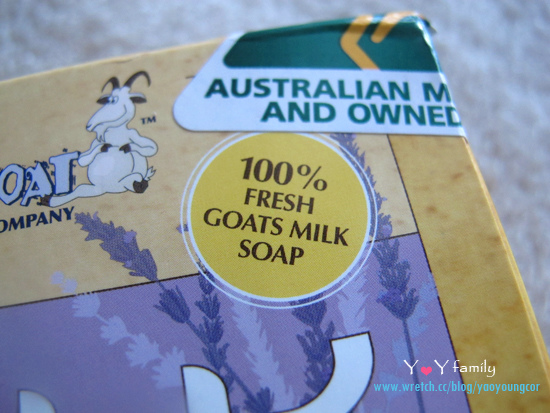 AUSTRALIAN M
AND OWNED
TM
OAT
OMPANY
100%
FRESH
GOATS MILK
SOAP
Y♥Y family
www.wretch.cc/blog/yaoyoungcor